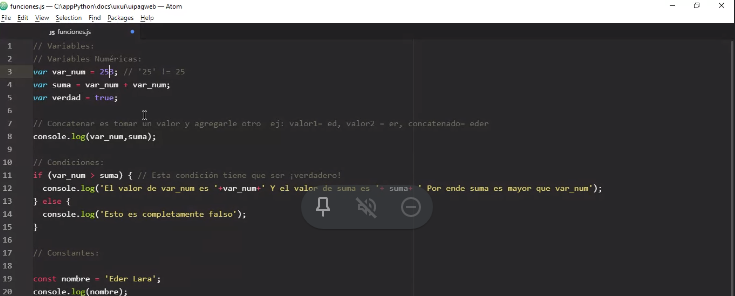 funciones.js — C:\appPython\docs\uxui\uipagweb — Atom
File Edit View Selection Find Packages Help
JS funciones.js
1 // Variables:
2 // Variables Numéricas:
3 var var_num = 253; // '25' != 25
4 var suma = var_num + var_num;
5 var verdad = true;
6
7 // Concatenar es tomar un valor y agregarle otro ej: valor1= ed, valor2 = er, concatenado= eder
8 console.log(var_num,suma);
9
10 // Condiciones:
11 if (var_num > suma) { // Esta condición tiene que ser ¡verdadero!
12 console.log('El valor de var_num es '+var_num+' Y el valor de suma es '+ suma+ ' Por ende suma es mayor que var_num');
13 } else {
14 console.log('Esto es completamente falso');
15 }
16
17 // Constantes:
18
19 const nombre = 'Eder Lara';
20 console.log(nombre);